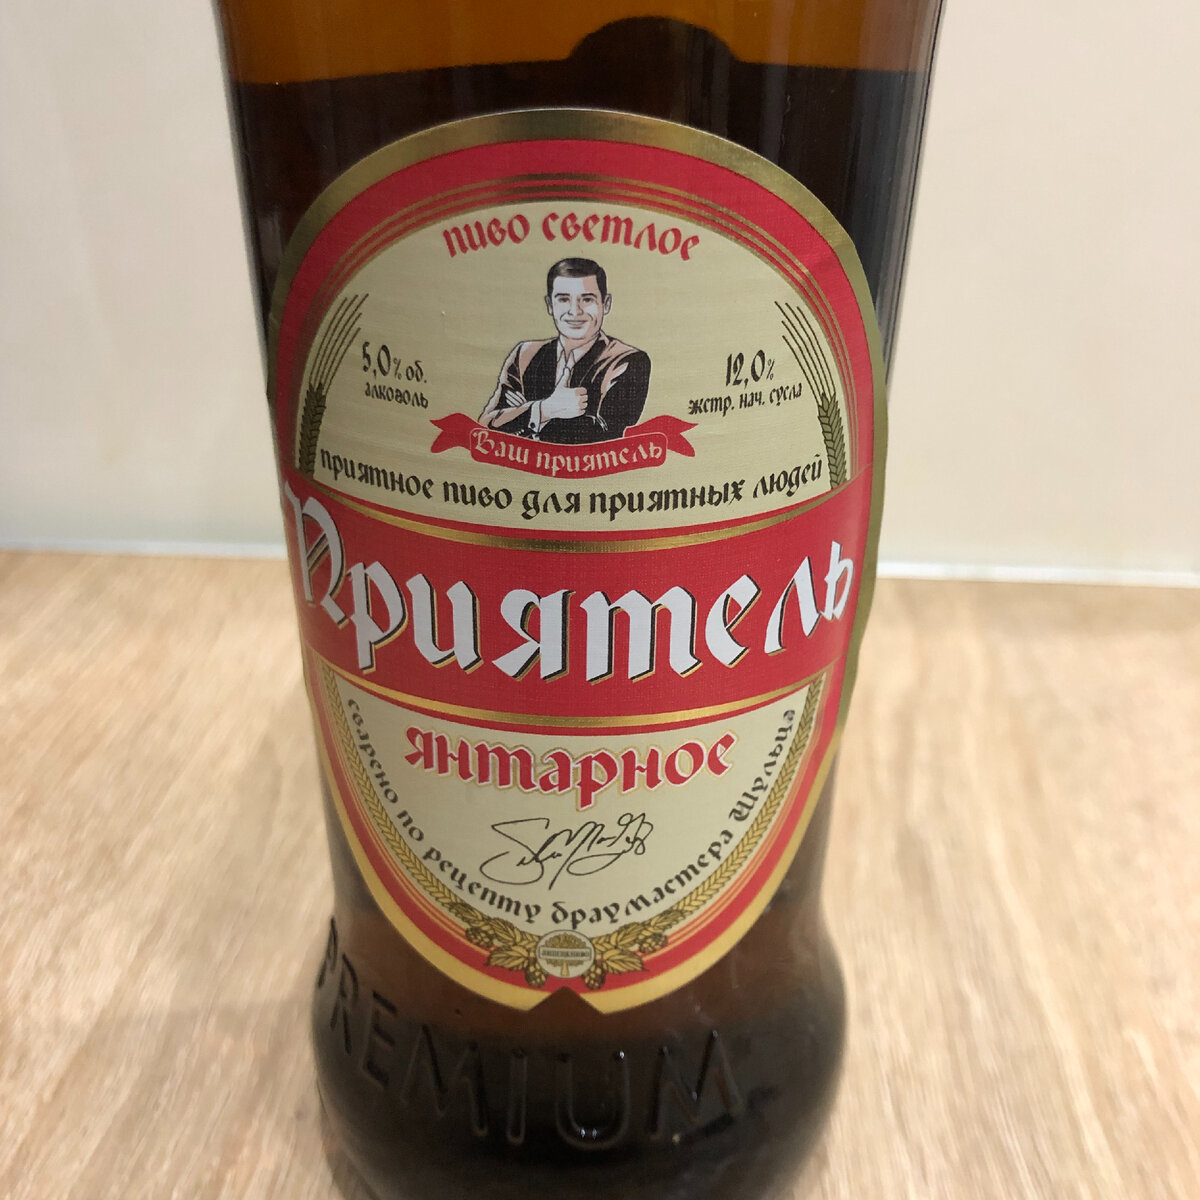 пиво светлое
5,0% об.
алкоголь
12,0%
экстр. нач. сусла
Ваш приятель
приятное пиво для приятных людей
Приятель
янтарное
сварено по рецепту браумастера Шульце
PREMIUM